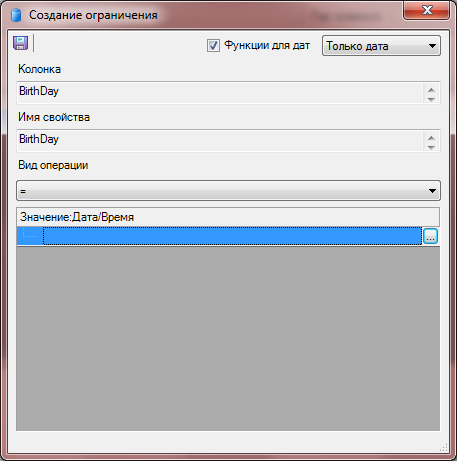 Создание ограничения
Функции для дат Только дата
Колонка
BirthDay
Имя свойства
BirthDay
Вид операции
=
Значение:Дата/Время
...